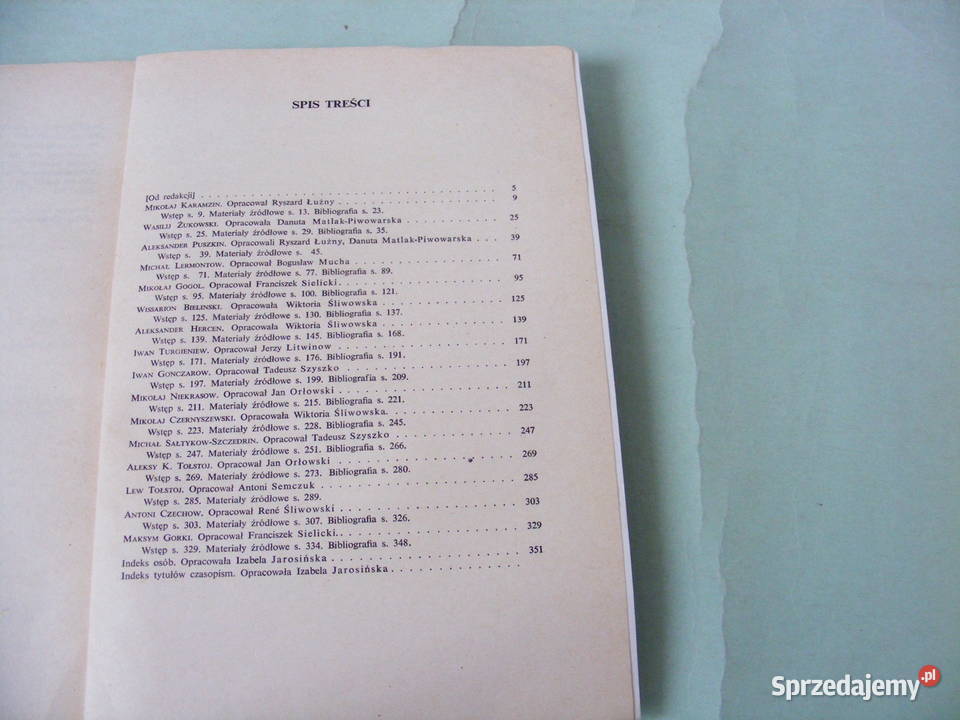 SPIS TREŚCI
[Od redakcji] . . . . . . . . . . . . . . . . . . . . . . . . . . . . 5
MIKOŁAJ KARAMZIN. Opracował Ryszard Łużny . . . . . . . . . . . . 9
Wstęp s. 9. Materiały źródłowe s. 13. Bibliografia s. 23.
WASILIJ ŻUKOWSKI. Opracowała Danuta Matlak-Piwowarska . . . . . . . . 25
Wstęp s. 25. Materiały źródłowe s. 29. Bibliografia s. 35.
ALEKSANDER PUSZKIN. Opracowali Ryszard Łużny, Danuta Matlak-Piwowarska . . . 39
Wstęp s. 39. Materiały źródłowe s. 45.
MICHAŁ LERMONTOW. Opracował Bogusław Mucha . . . . . . . . . . . . 71
Wstęp s. 71. Materiały źródłowe s. 77. Bibliografia s. 89.
MIKOŁAJ GOGOL. Opracował Franciszek Sielicki. . . . . . . . . . . . . 95
Wstęp s. 95. Materiały źródłowe s. 100. Bibliografia s. 121.
WISSARION BIELINSKI. Opracowała Wiktoria Śliwowska . . . . . . . . . . 125
Wstęp s. 125. Materiały źródłowe s. 130. Bibliografia s. 137.
ALEKSANDER HERCEN. Opracowała Wiktoria Śliwowska . . . . . . . . . . 139
Wstęp s. 139. Materiały źródłowe s. 145. Bibliografia s. 168.
IWAN TURGIENIEW. Opracował Jerzy Litwinow . . . . . . . . . . . . . 171
Wstęp s. 171. Materiały źródłowe s. 176. Bibliografia s. 191.
IWAN GONCZAROW. Opracował Tadeusz Szyszko . . . . . . . . . . . . 197
Wstęp s. 197. Materiały źródłowe s. 199. Bibliografia s. 209.
MIKOŁAJ NIEKRASOW. Opracował Jan Orłowski . . . . . . . . . . . . . 211
Wstęp s. 211. Materiały źródłowe s. 215. Bibliografia s. 221.
MIKOŁAJ CZERNYSZEWSKI. Opracowała Wiktoria Śliwowska. . . . . . . . . . 223
Wstęp s. 223. Materiały źródłowe s. 228. Bibliografia s. 245.
MICHAŁ SAŁTYKOW-SZCZEDRIN. Opracował Tadeusz Szyszko . . . . . . . . . 247
Wstęp s. 247. Materiały źródłowe s. 251. Bibliografia s. 266.
ALEKSY K. TOŁSTOJ. Opracował Jan Orłowski . . . . . . . . . . . . . 269
Wstęp s. 269. Materiały źródłowe s. 273. Bibliografia s. 280.
LEW TOŁSTOJ. Opracował Antoni Semczuk . . . . . . . . . . . . . . 285
Wstęp s. 285. Materiały źródłowe s. 289.
ANTONI CZECHOW. Opracował René Śliwowski . . . . . . . . . . . . . 303
Wstęp s. 303. Materiały źródłowe s. 307. Bibliografia s. 326.
MAKSYM GORKI. Opracował Franciszek Sielicki. . . . . . . . . . . . . . 329
Wstęp s. 329. Materiały źródłowe s. 334. Bibliografia s. 348.
Indeks osób. Opracowała Izabela Jarosińska . . . . . . . . . . . . . . 351
Indeks tytułów czasopism. Opracowała Izabela Jarosińska . . . . . . . . . .
Sprzedajemy.pl